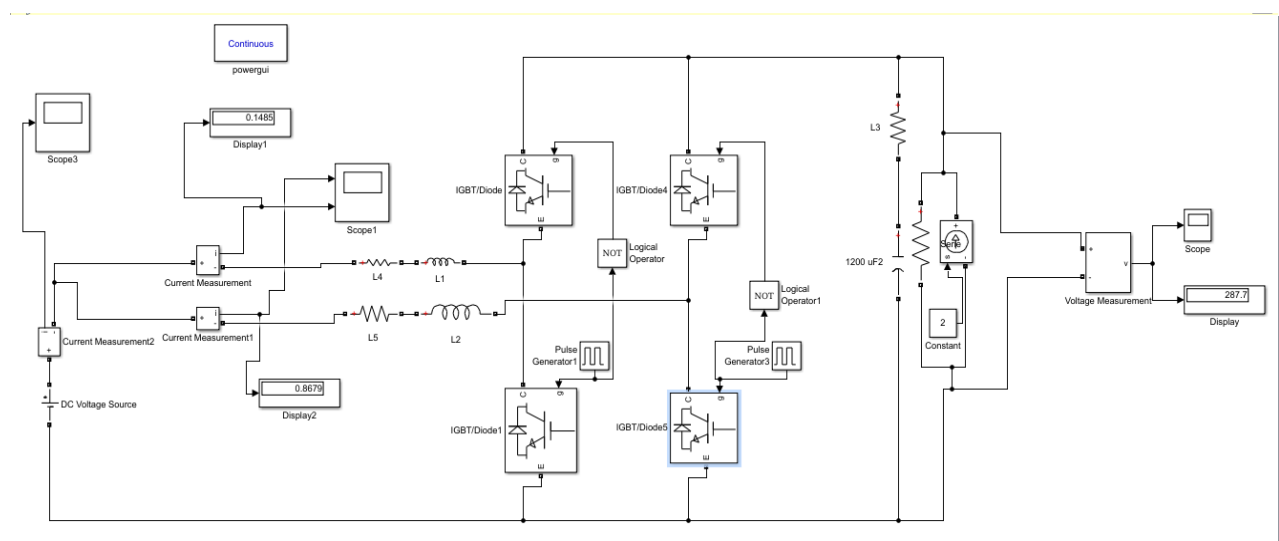 Continuous
powergui
Scope3
0.1485
Display1
Scope1
IGBT/Diode
C
g
E
IGBT/Diode4
C
g
E
L3
NOT
Logical
Operator
i
+
-
Current Measurement
L4
L1
1200 uF2
+
-
s
+
-
v
Voltage Measurement
Scope
287.7
Display
NOT
Logical
Operator1
i
+
-
Current Measurement1
L5
L2
2
Constant
i
-
+
Current Measurement2
Pulse
Generator1
Pulse
Generator3
0.8679
Display2
+
DC Voltage Source
IGBT/Diode1
C
g
E
IGBT/Diode5
C
g
E